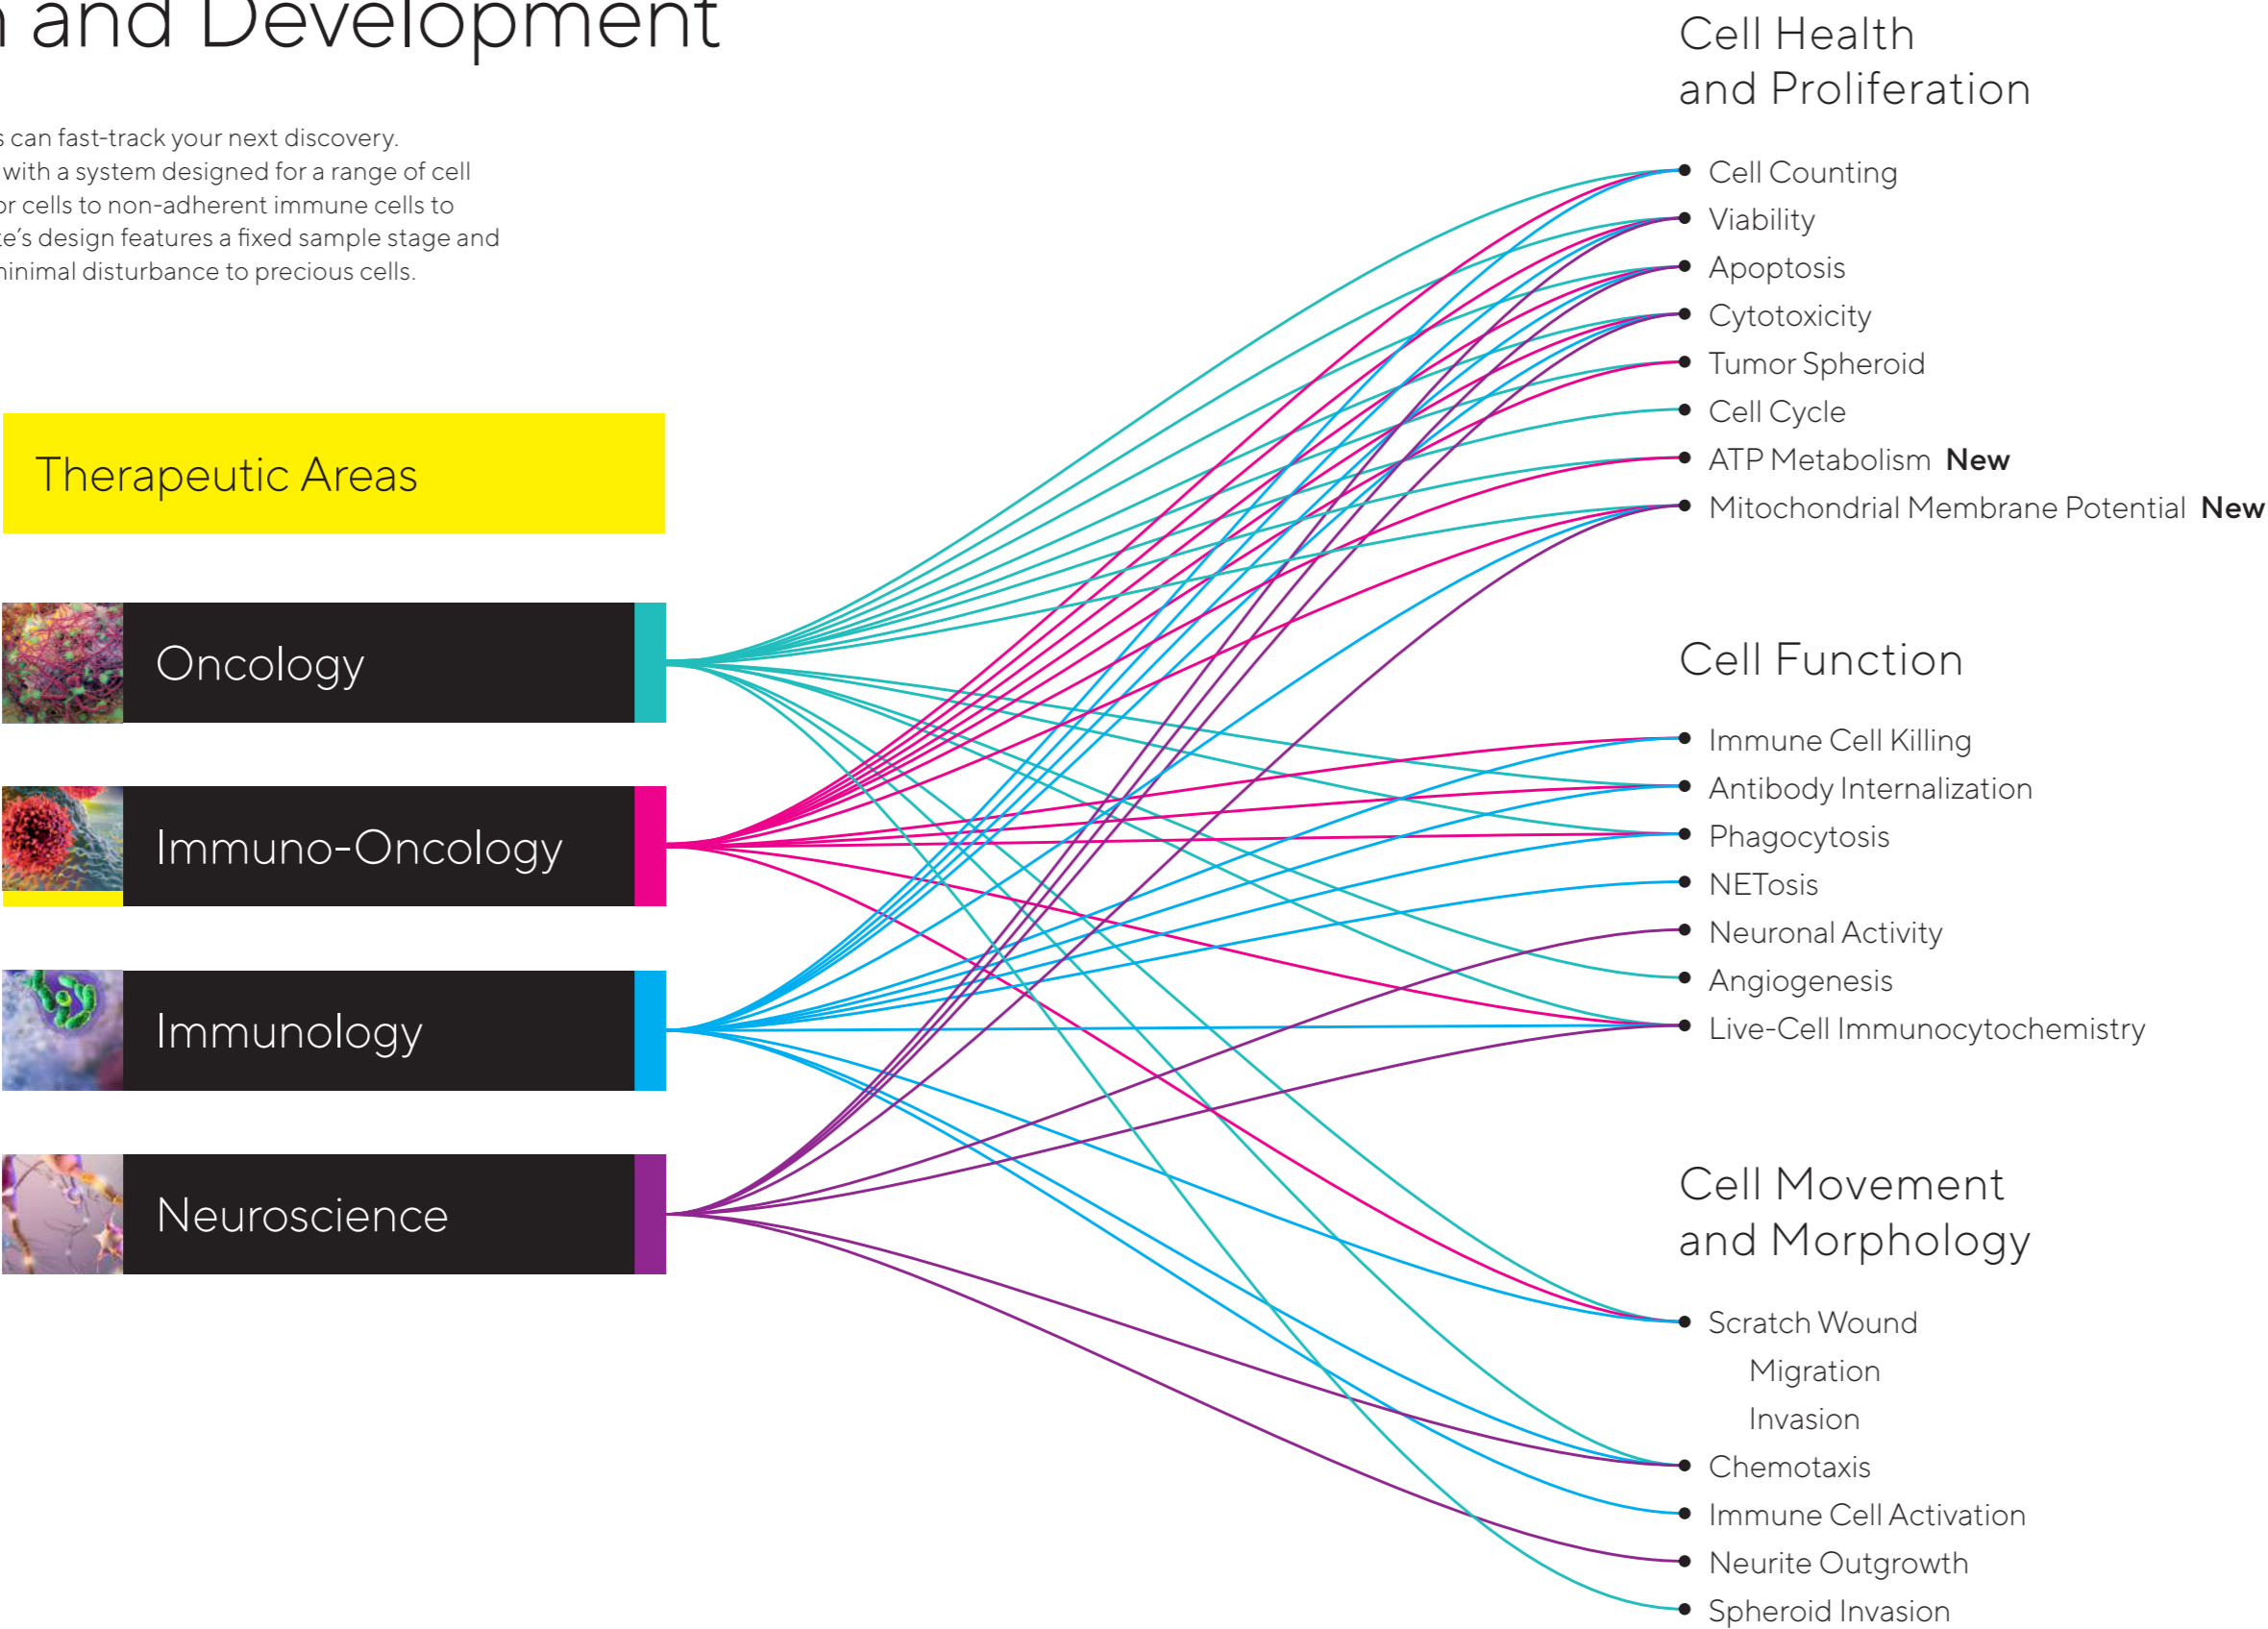 and Development
can fast-track your next discovery.
with a system designed for a range of cell
cells to non-adherent immune cells to
design features a fixed sample stage and
minimal disturbance to precious cells.
Therapeutic Areas
Oncology
Immuno-Oncology
Immunology
Neuroscience
Cell Health
and Proliferation
Cell Counting
Viability
Apoptosis
Cytotoxicity
Tumor Spheroid
Cell Cycle
ATP Metabolism New
Mitochondrial Membrane Potential New
Cell Function
Immune Cell Killing
Antibody Internalization
Phagocytosis
NETosis
Neuronal Activity
Angiogenesis
Live-Cell Immunocytochemistry
Cell Movement
and Morphology
Scratch Wound
Migration
Invasion
Chemotaxis
Immune Cell Activation
Neurite Outgrowth
Spheroid Invasion